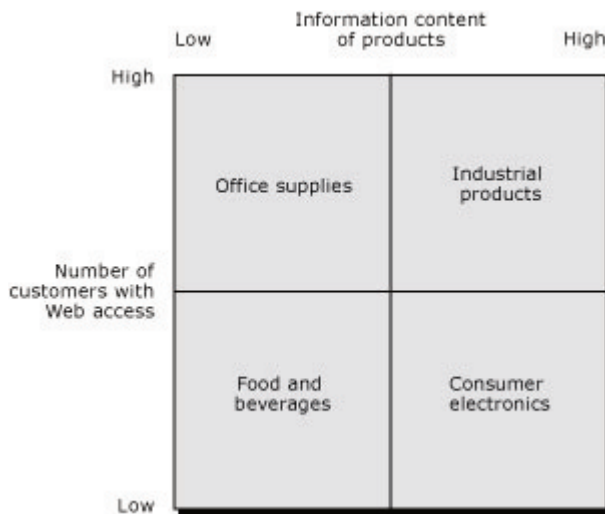 Information content
of products
Low
High
High
Office supplies
Industrial
products
Number of
customers with
Web access
Food and
beverages
Consumer
electronics
Low